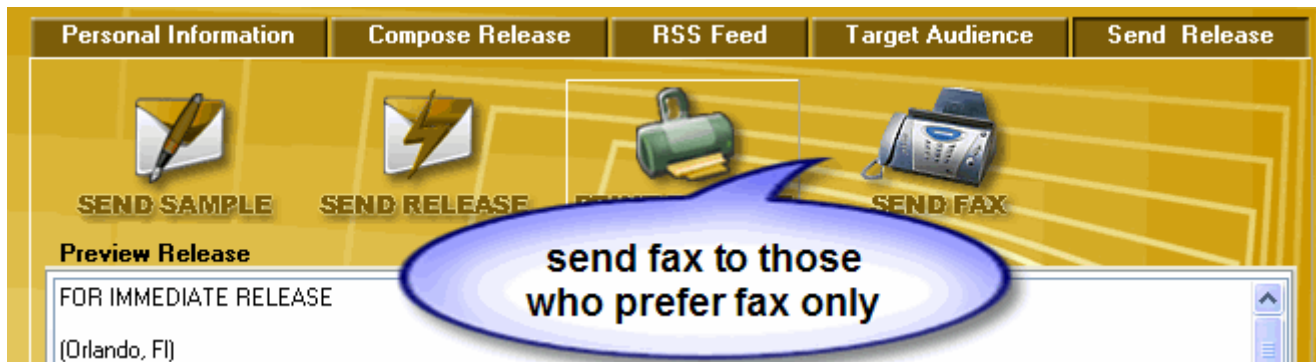 Personal Information Compose Release RSS Feed Target Audience Send Release
SEND SAMPLE SEND RELEASE SEND FAX
Preview Release
send fax to those
who prefer fax only
FOR IMMEDIATE RELEASE
(Orlando, Fl)